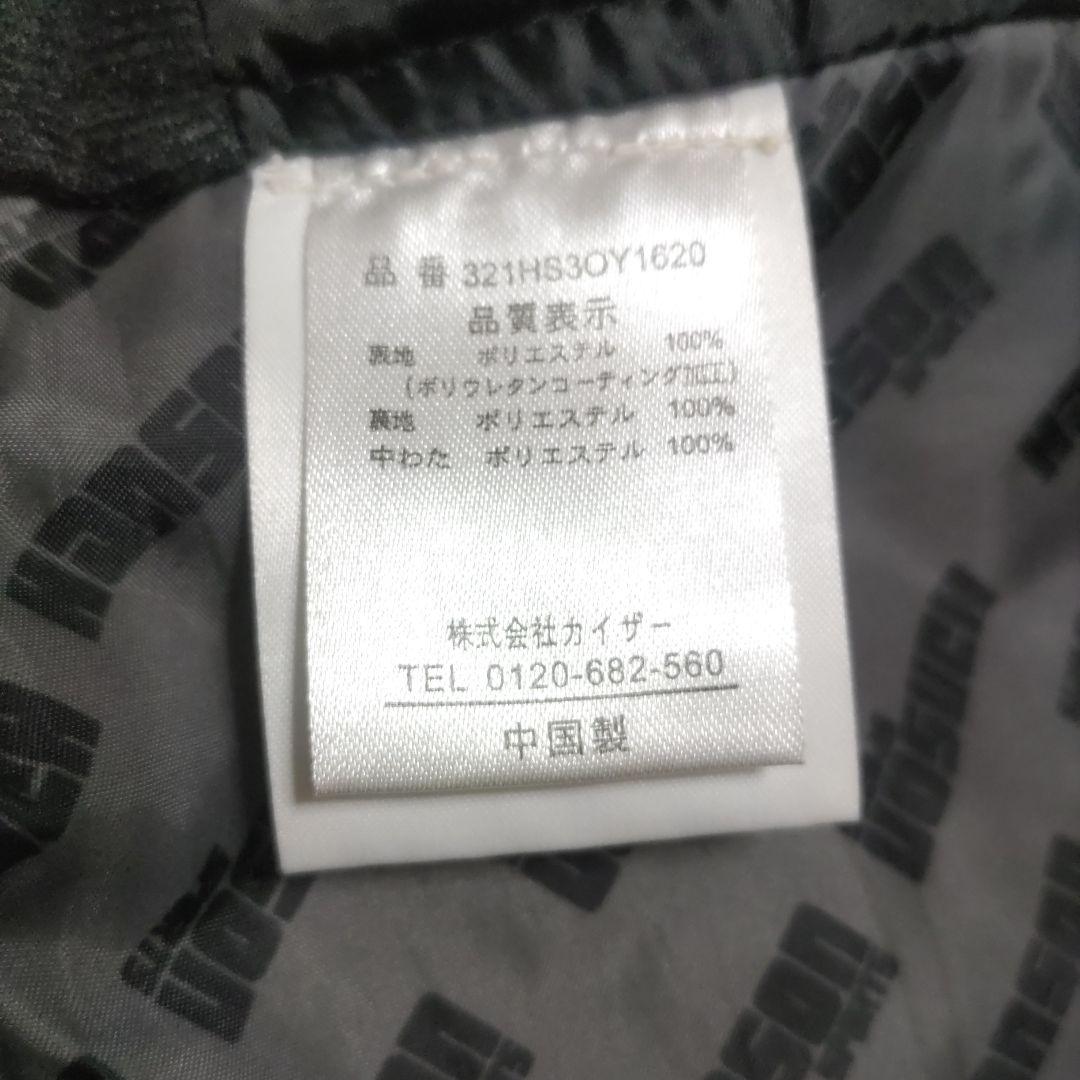 品 番 321HS3OY1620
品質表示
表地 ポリエステル 100%
(ポリウレタンコーティング加工)
裏地 ポリエステル 100%
中わた ポリエステル 100%
株式会社カイザー
TEL 0120-682-560
中国製